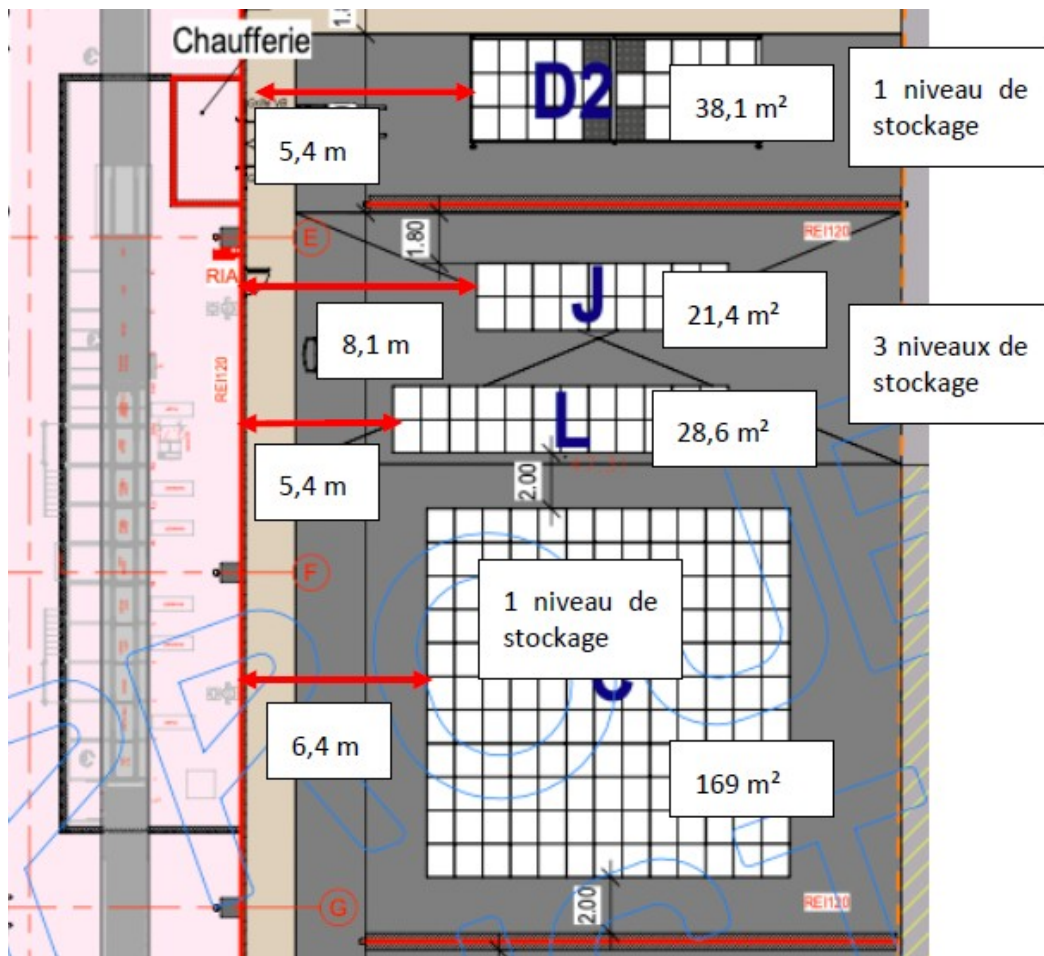 Chaufferie
D2
38,1 m²
1 niveau de
stockage
5,4 m
E
1.80
REI120
RIA
J
21,4 m²
8,1 m
3 niveaux de
stockage
REI120
L
28,6 m²
5,4 m
2.00
F
1 niveau de
stockage
6,4 m
169 m²
2.00
REI120
G